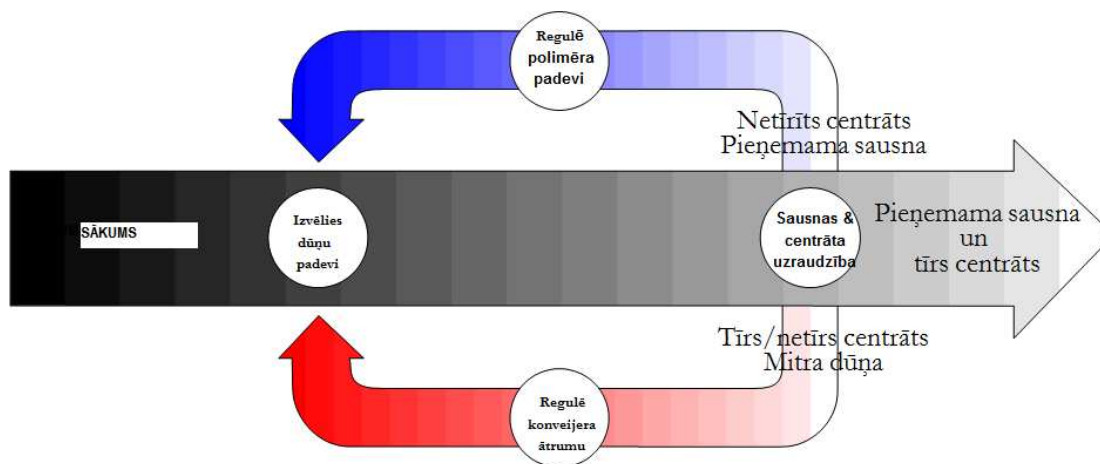 Regulē
polimēra
padevi
Netīrīts centrāts
Pieņemama sausna
SĀKUMS
Izvēlies
dūņu
padevi
Sausnas &
centrāta
uzraudzība
Pieņemama sausna
un
tīrs centrāts
Tīrs/netīrs centrāts
Mitra dūņa
Regulē
konveijera
ātrumu